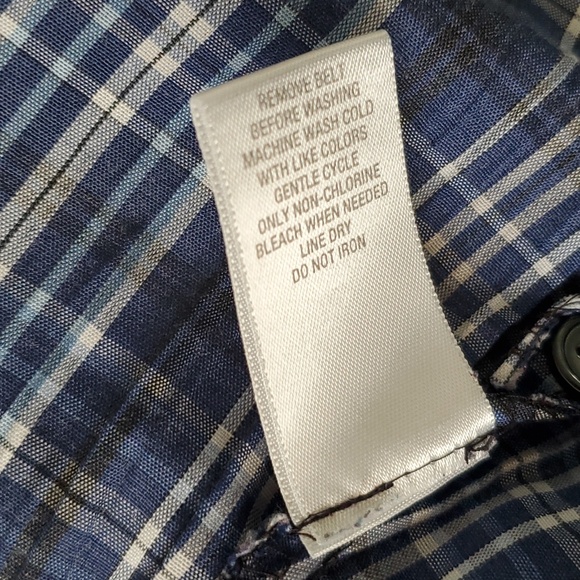 REMOVE BELT
BEFORE WASHING
MACHINE WASH COLD
WITH LIKE COLORS
GENTLE CYCLE
ONLY NON-CHLORINE
BLEACH WHEN NEEDED
LINE DRY
DO NOT IRON